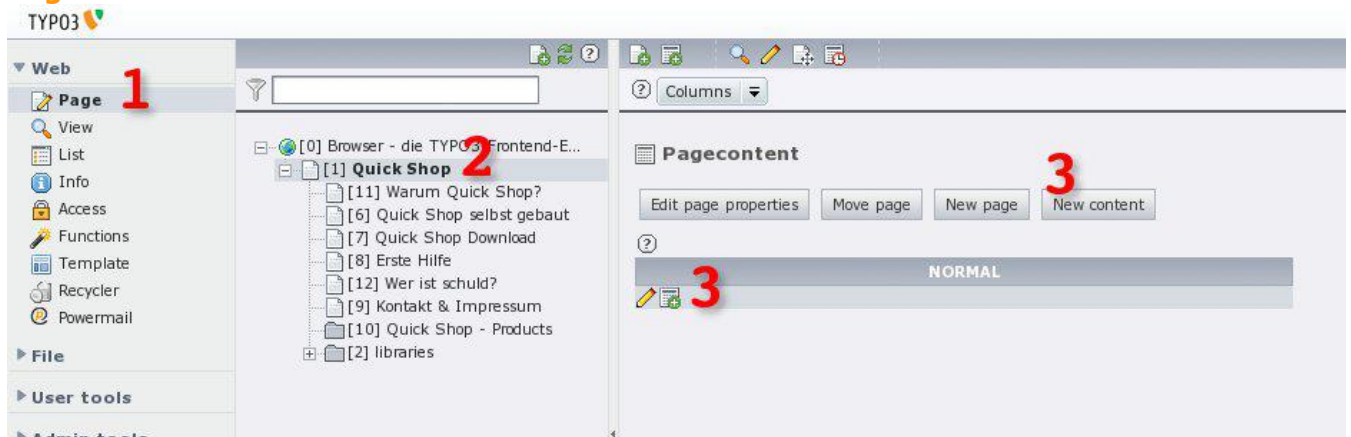 TYPO3
Web
1
Page
View
List
Info
Access
Functions
Template
Recycler
Powermail
File
User tools
[0] Browser - die TYPO3 Frontend-E...
2
[1] Quick Shop
[11] Warum Quick Shop?
[6] Quick Shop selbst gebaut
[7] Quick Shop Download
[8] Erste Hilfe
[12] Wer ist schuld?
[9] Kontakt & Impressum
[10] Quick Shop - Products
[2] libraries
Columns
Pagecontent
3
Edit page properties Move page New page New content
NORMAL
3